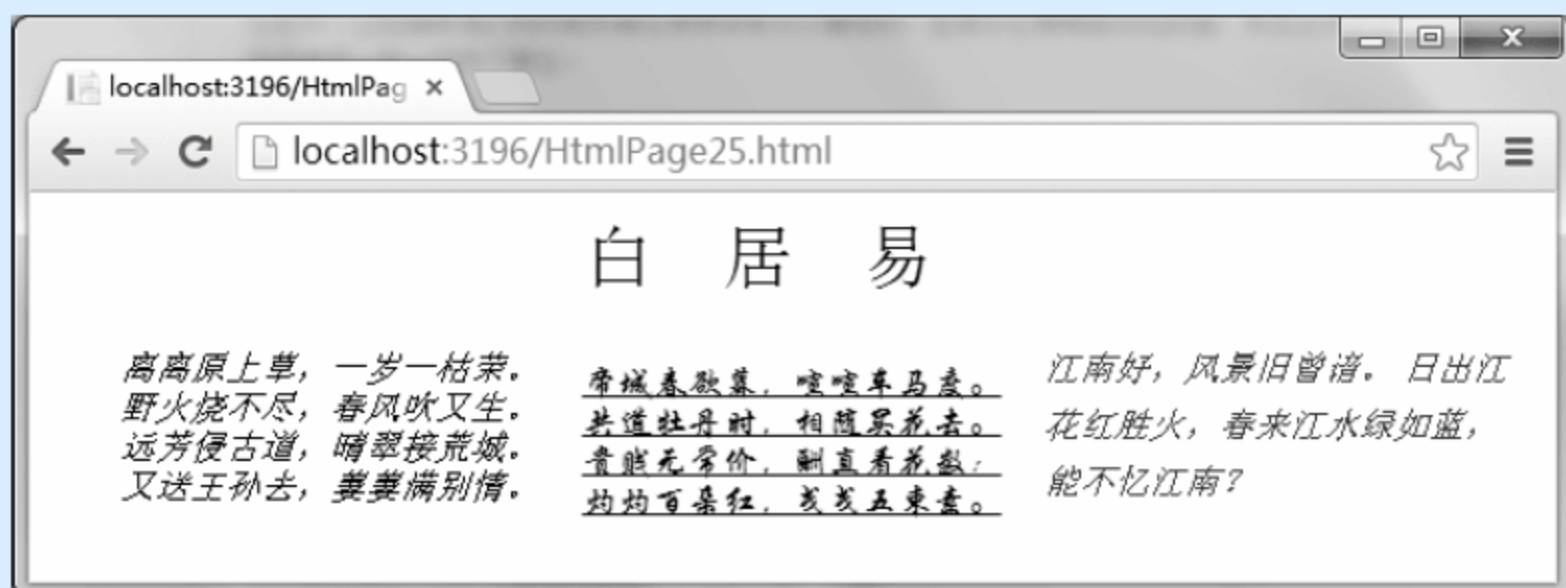 localhost:3196/HtmlPag
localhost:3196/HtmlPage25.html
白 居 易
离离原上草，一岁一枯荣。
野火烧不尽，春风吹又生。
远芳侵古道，晴翠接荒城。
又送王孙去，萋萋满别情。
帝城春欲暮，喧喧车马度。
共道牡丹时，相随买花去。
贵贱无常价，酬直看花数：
灼灼百朵红，戋戋五束素。
江南好，风景旧曾谙。 日出江
花红胜火，春来江水绿如蓝，
能不忆江南？